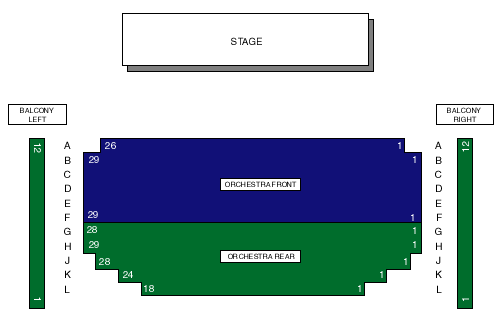 STAGE
BALCONY
LEFT
BALCONY
RIGHT
12
A
26
1
A
12
B
29
1
B
C
C
D
ORCHESTRA FRONT
D
E
E
F
29
1
F
G
28
1
G
H
29
1
H
ORCHESTRA REAR
J
28
1
J
K
24
1
K
1
L
18
1
L
1